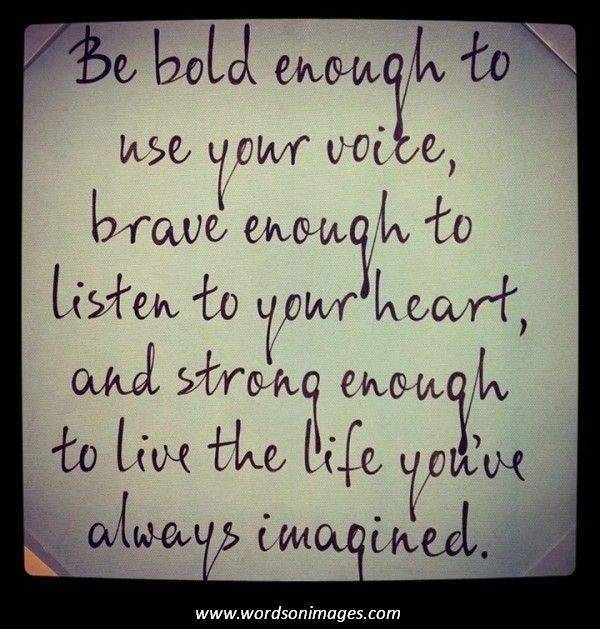 Be bold enough to
use your voice,
brave enough to
listen to your heart,
and strong enough
to live the life you've
always imagined.
www.wordsonimages.com